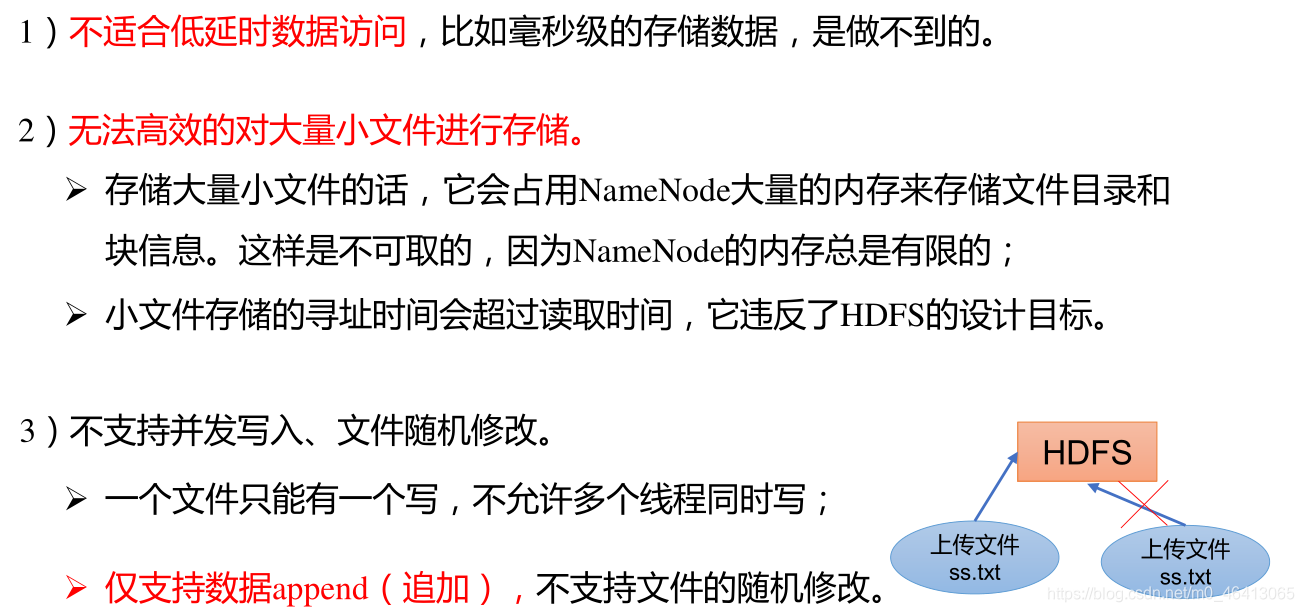 1）不适合低延时数据访问，比如毫秒级的存储数据，是做不到的。
2）无法高效的对大量小文件进行存储。
➢ 存储大量小文件的话，它会占用NameNode大量的内存来存储文件目录和
块信息。这样是不可取的，因为NameNode的内存总是有限的；
➢ 小文件存储的寻址时间会超过读取时间，它违反了HDFS的设计目标。
3）不支持并发写入、文件随机修改。
➢ 一个文件只能有一个写，不允许多个线程同时写；
➢ 仅支持数据append（追加），不支持文件的随机修改。
HDFS
上传文件
ss.txt
上传文件
ss.txt
https://blog.csdn.net/m0_46413065